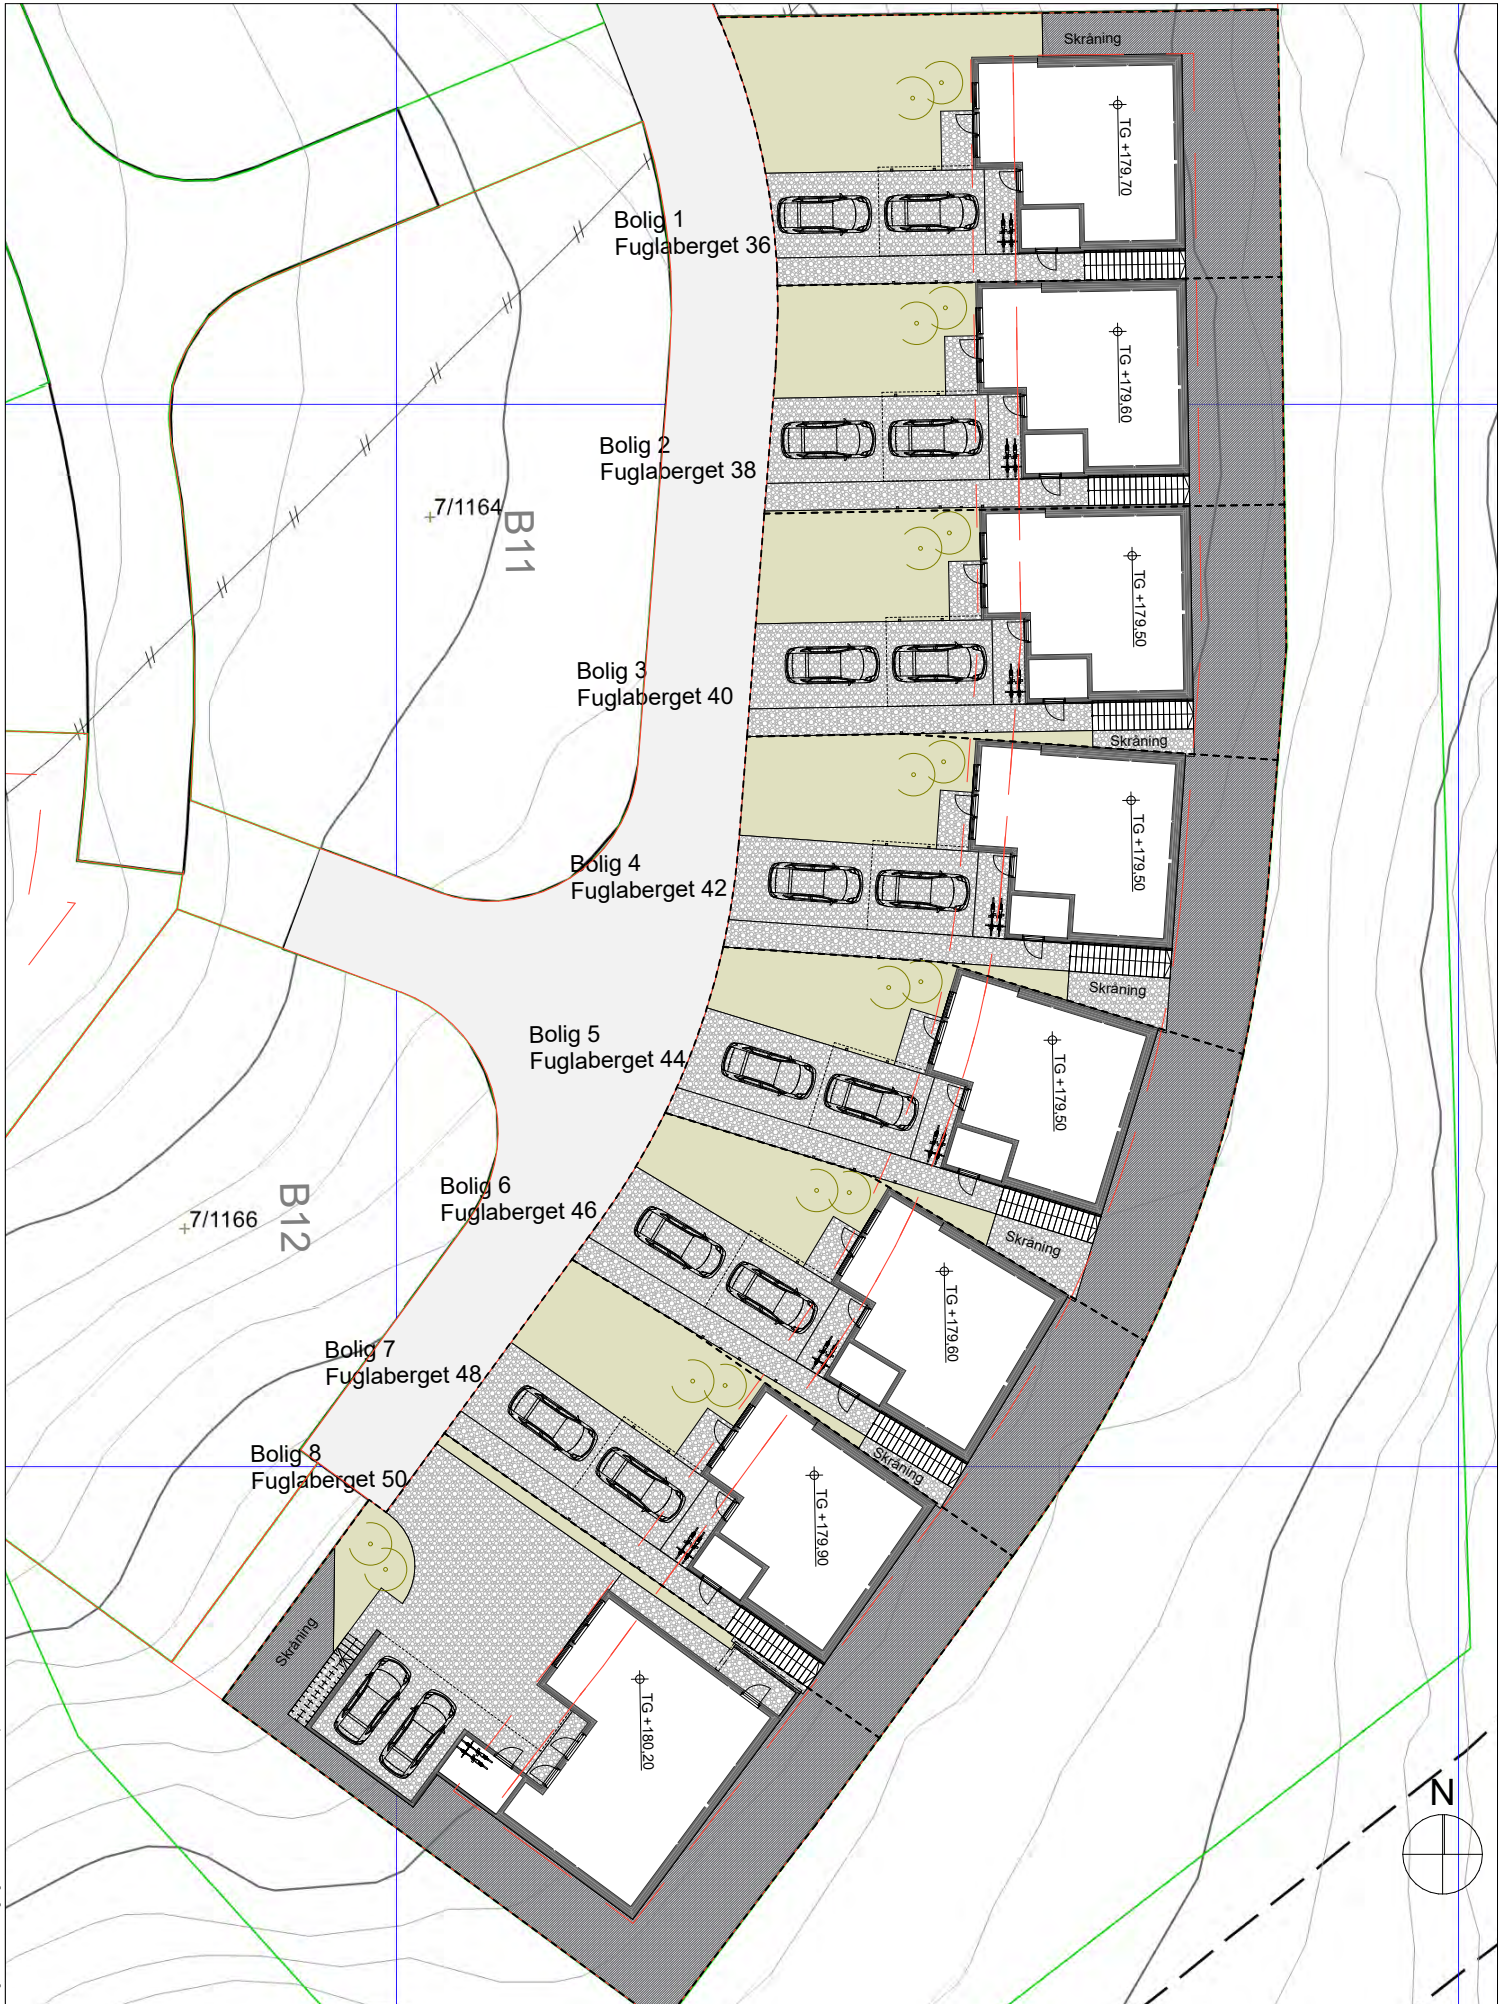 Skråning
TG +179,70
Bolig 1
Fuglaberget 36
TG +179,60
Bolig 2
Fuglaberget 38
7/1164
B11
TG +179,50
Bolig 3
Fuglaberget 40
Skråning
TG +179,50
Bolig 4
Fuglaberget 42
Skråning
Bolig 5
Fuglaberget 44
TG +179,50
Bolig 6
Fuglaberget 46
7/1166
B12
Skråning
TG +179,60
Bolig 7
Fuglaberget 48
Skråning
Bolig 8
Fuglaberget 50
TG +179,90
Skråning
TG +180,20
N